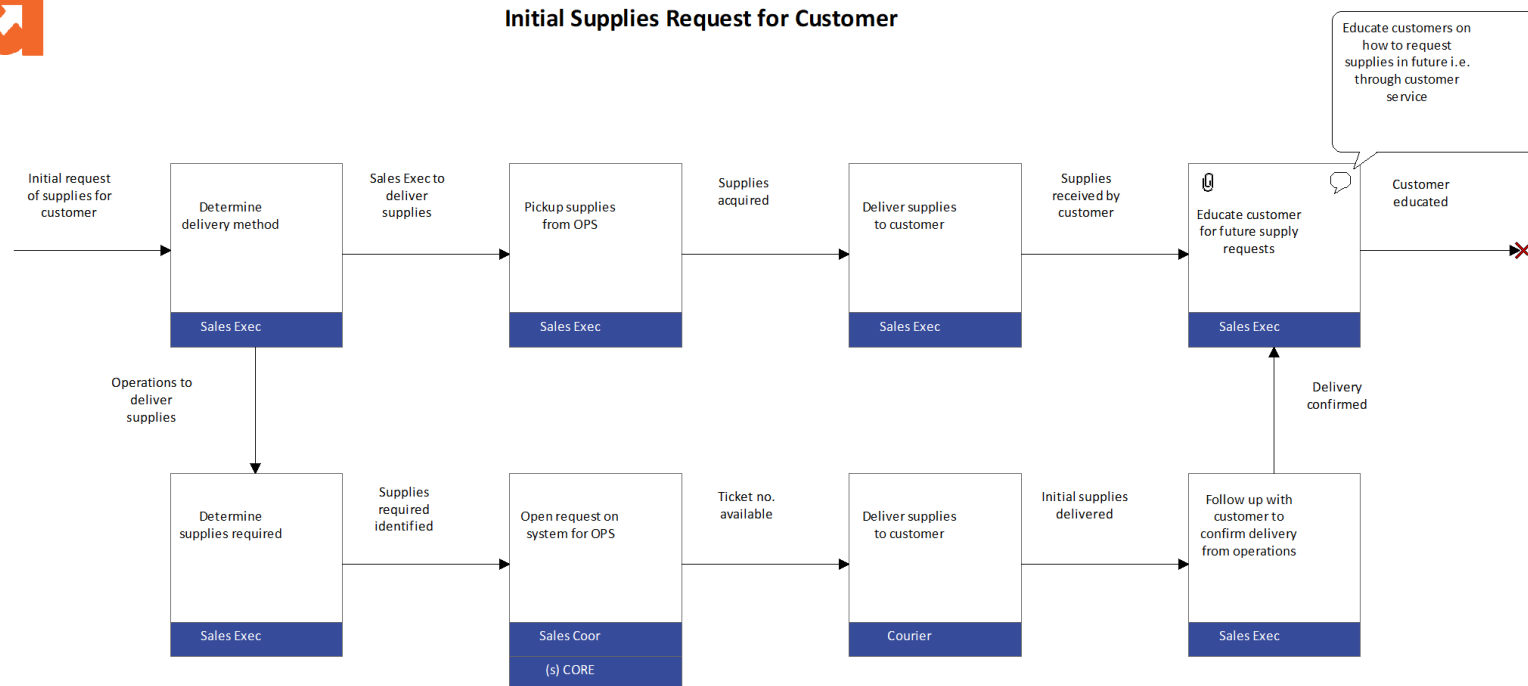 Initial Supplies Request for Customer
Educate customers on
how to request
supplies in future i.e.
through customer
service
Initial request
of supplies for
customer
Determine
delivery method
Sales Exec
Sales Exec to
deliver
supplies
Pickup supplies
from OPS
Sales Exec
Supplies
acquired
Deliver supplies
to customer
Sales Exec
Supplies
received by
customer
Educate customer
for future supply
requests
Sales Exec
Customer
educated
Operations to
deliver
supplies
Delivery
confirmed
Determine
supplies required
Sales Exec
Supplies
required
identified
Open request on
system for OPS
Sales Coor
(s) CORE
Ticket no.
available
Deliver supplies
to customer
Courier
Initial supplies
delivered
Follow up with
customer to
confirm delivery
from operations
Sales Exec